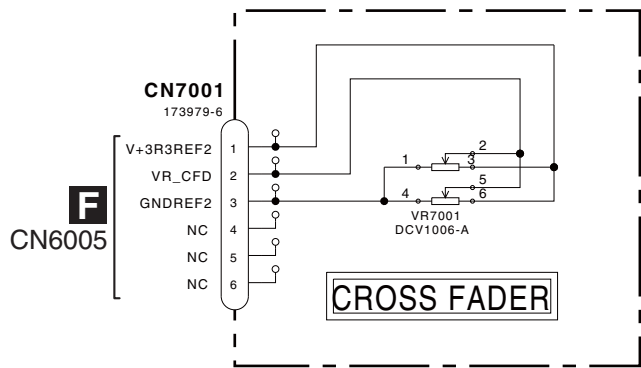 CN7001
173979-6
V+3R3REF2 1
VR_CFD 2
GNDREF2 3
NC 4
NC 5
NC 6
F
CN6005
2
1 3
5
4 6
VR7001
DCV1006-A
CROSS FADER